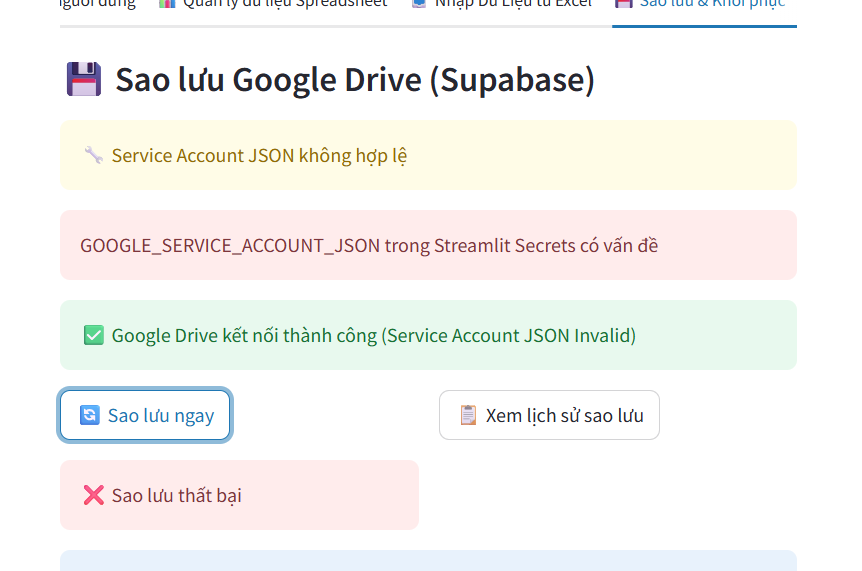 người dùng Quản lý dữ liệu Spreadsheet Nhập Dữ Liệu từ Excel Sao lưu & Khôi phục
Sao lưu Google Drive (Supabase)
Service Account JSON không hợp lệ
GOOGLE_SERVICE_ACCOUNT_JSON trong Streamlit Secrets có vấn đề
Google Drive kết nối thành công (Service Account JSON Invalid)
Sao lưu ngay Xem lịch sử sao lưu
Sao lưu thất bại